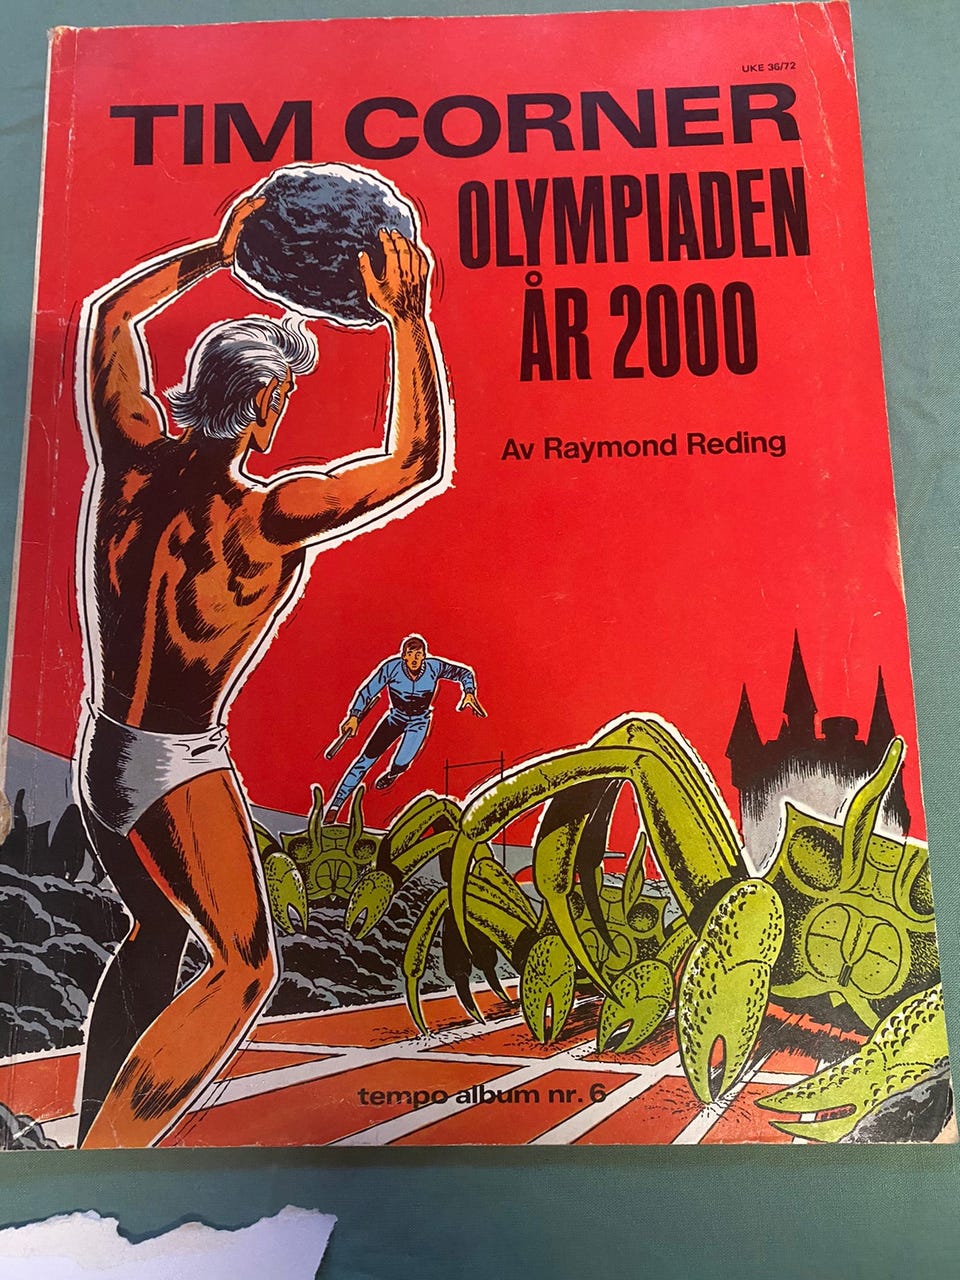 UKE 36/72
TIM CORNER
OLYMPIADEN
ÅR 2000
Av Raymond Reding
tempo album nr. 6